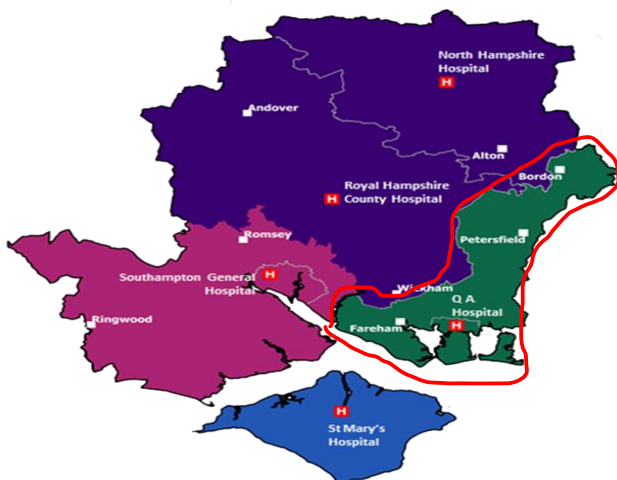 North Hampshire
Hospital
H
Andover
Alton
Bordon
Royal Hampshire
County Hospital
H
Romsey
Petersfield
Southampton General
Hospital
H
Wickham
Q A
Hospital
H
Ringwood
Fareham
H
St Mary's
Hospital